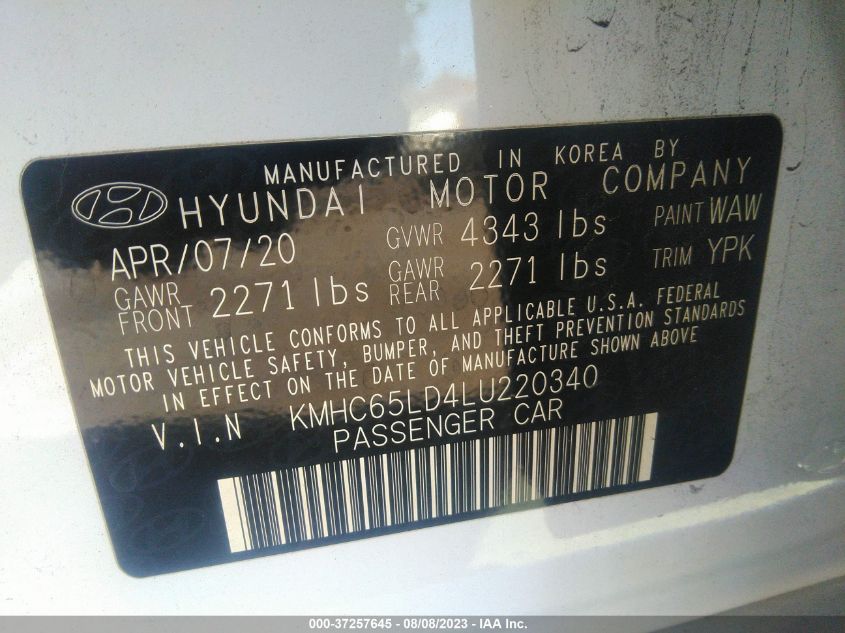 MANUFACTURED IN KOREA BY
HYUNDAI MOTOR COMPANY
APR/07/20 GVWR 4343 lbs PAINT WAW
GAWR FRONT 2271 lbs GAWR REAR 2271 lbs TRIM YPK
THIS VEHICLE CONFORMS TO ALL APPLICABLE U.S.A. FEDERAL
MOTOR VEHICLE SAFETY, BUMPER, AND THEFT PREVENTION STANDARDS
IN EFFECT ON THE DATE OF MANUFACTURE SHOWN ABOVE
V.I.N KMHC65LD4LU220340
PASSENGER CAR
000-37257645 - 08/08/2023 - IAA Inc.